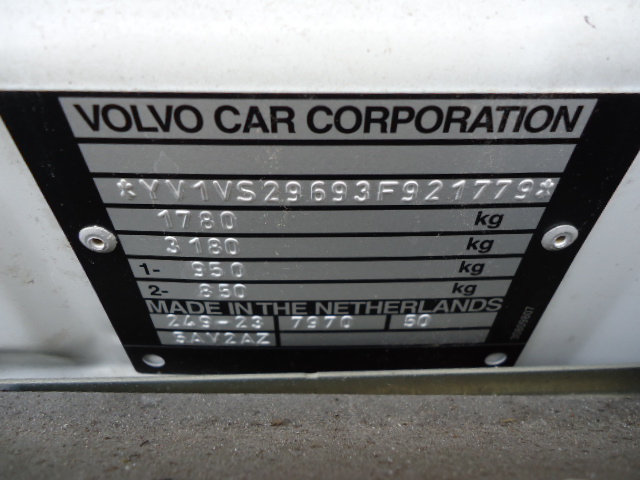 VOLVO CAR CORPORATION
*YV1VS29693F921779*
1780 kg
3180 kg
1- 950 kg
2- 850 kg
MADE IN THE NETHERLANDS
249-23 7970 50
5AY2AZ